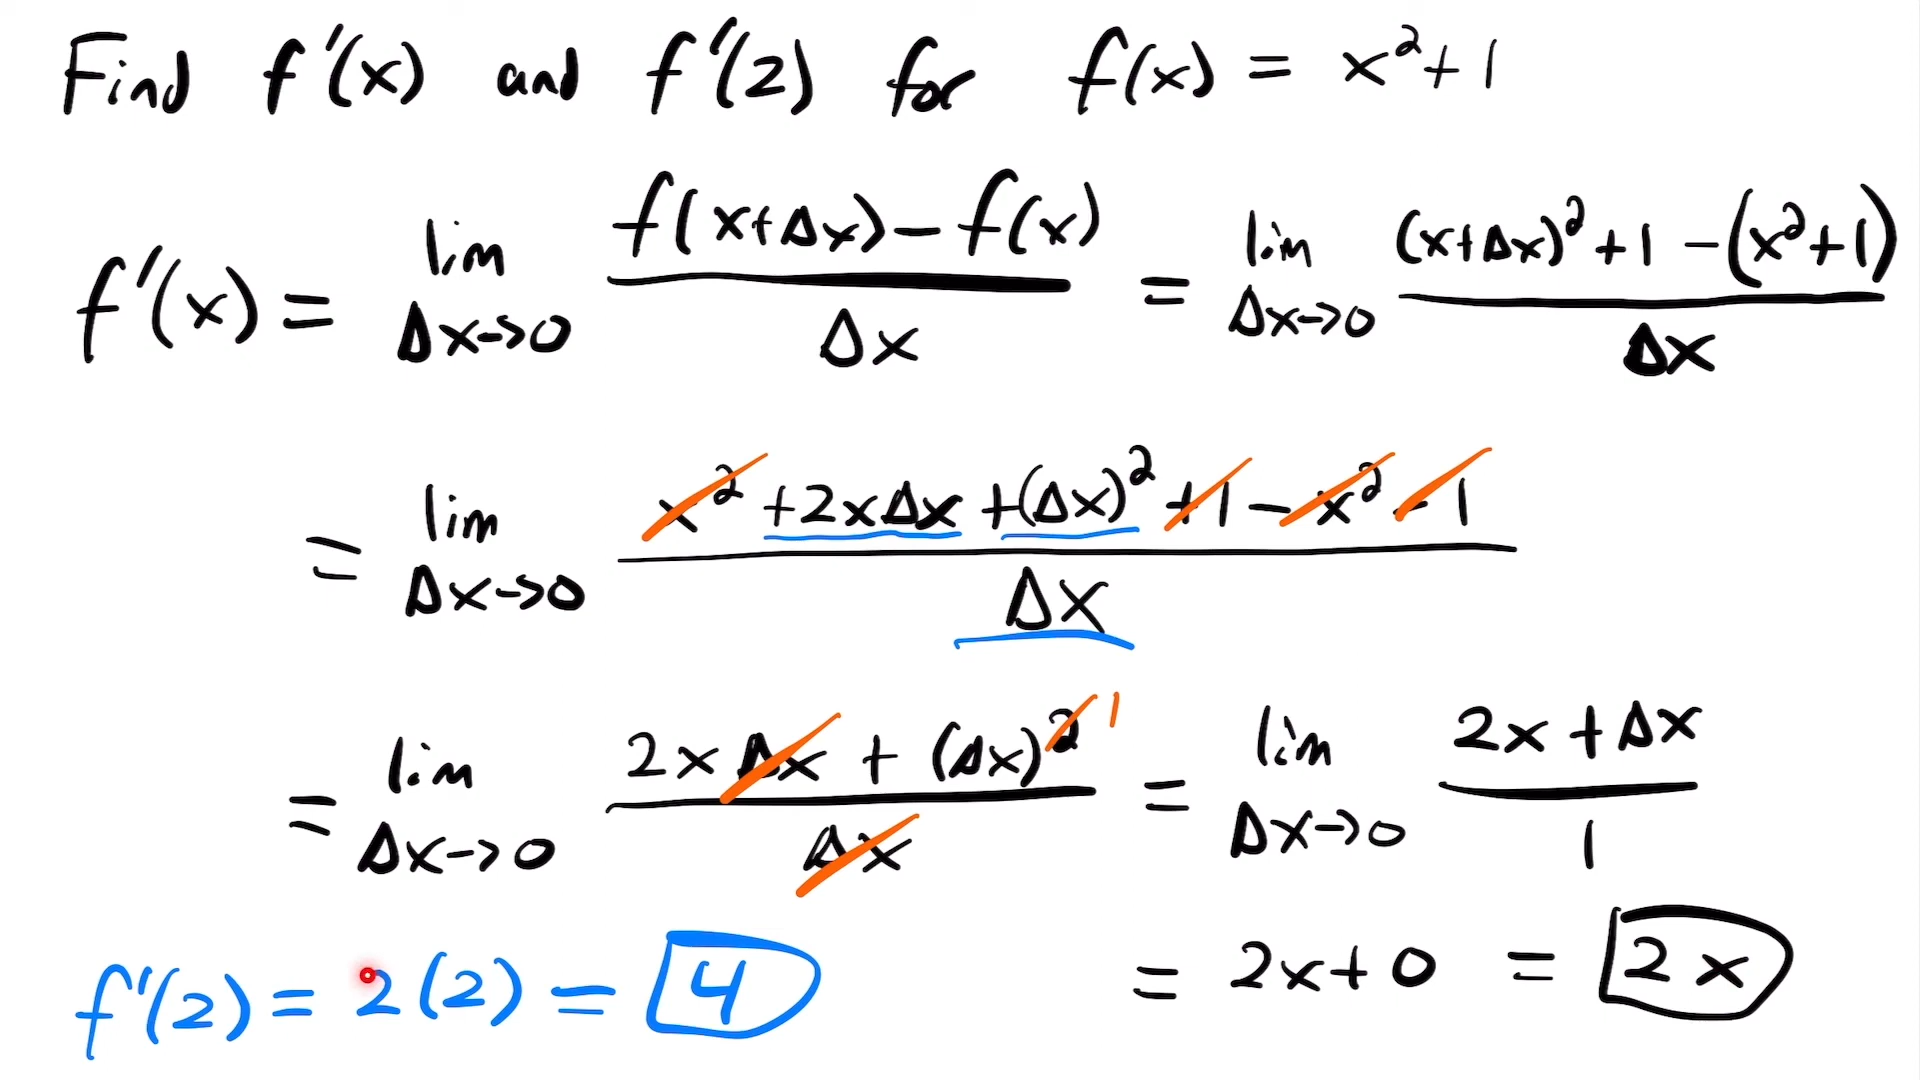 Find f'(x) and f'(2) for f(x) = x²+1
f'(x) = lim Δx->0 f(x+Δx)-f(x) / Δx = lim Δx->0 (x+Δx)²+1-(x²+1) / Δx
= lim Δx->0 x²+2xΔx+(Δx)²+1-x²-1 / Δx
= lim Δx->0 2xΔx+(Δx)² 1 / Δx = lim Δx->0 2x+Δx / 1
f'(2) = 2(2) = 4
= 2x+0 = 2x